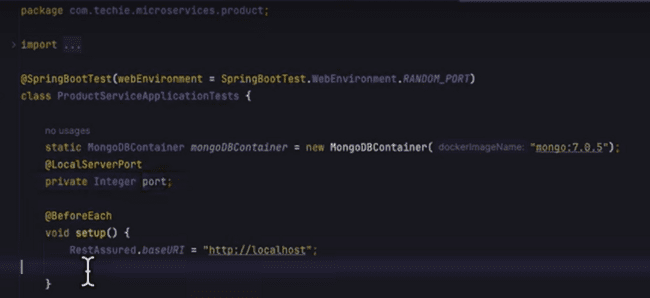 package com.techie.microservices.product;
import ...
@SpringBootTest(webEnvironment = SpringBootTest.WebEnvironment.RANDOM_PORT)
class ProductServiceApplicationTests {
no usages
static MongoDBContainer mongoDBContainer = new MongoDBContainer( dockerImageName: "mongo:7.0.5");
@LocalServerPort
private Integer port;
@BeforeEach
void setup() {
RestAssured.baseURI = "http://localhost";
}